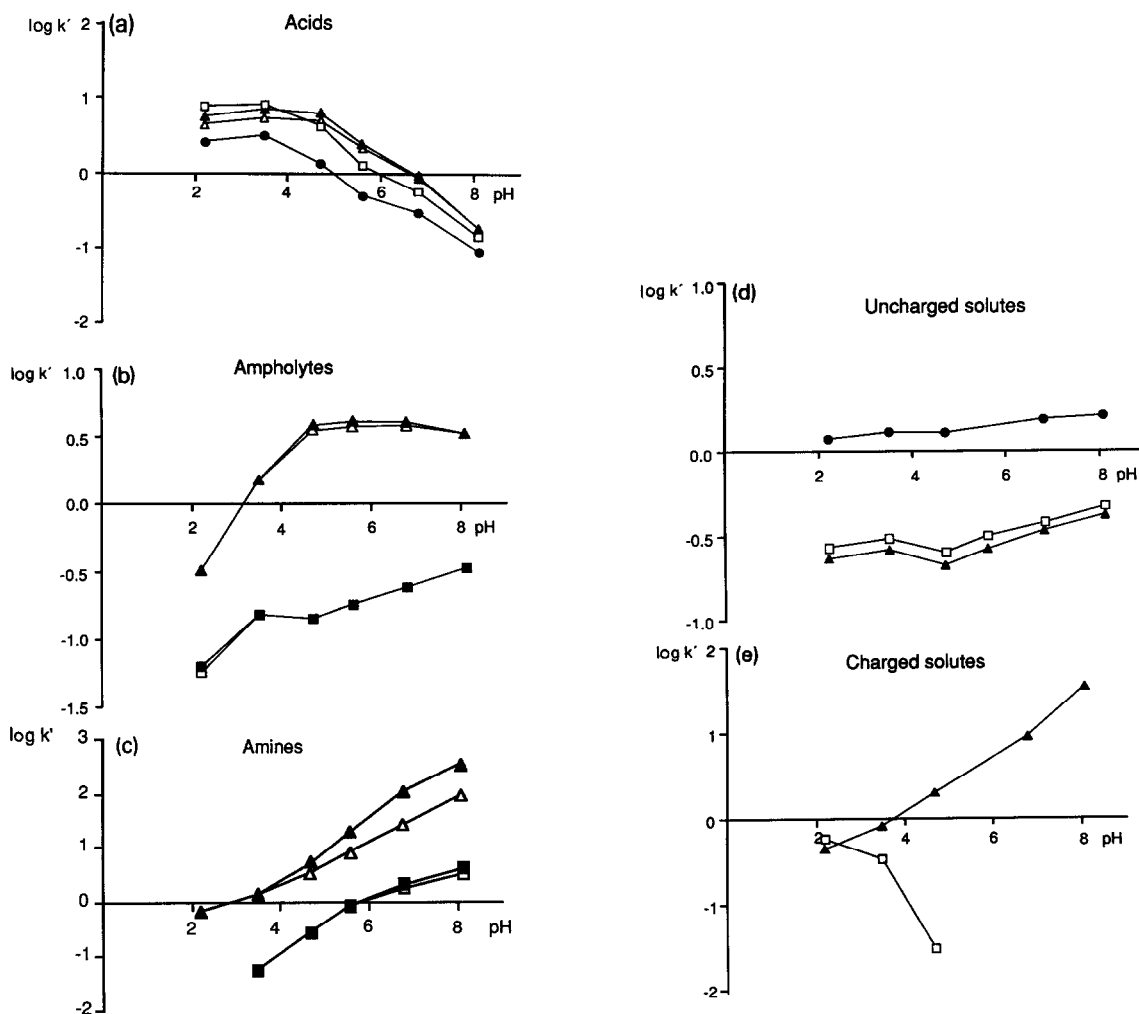 log k´ 2 (a) Acids
1
0
2 4 6 8 pH
-1
-2
log k´ 1.0 (b) Ampholytes
0.5
0.0
2 4 6 8 pH
-0.5
-1.0
-1.5
log k' 3 (c) Amines
2
1
0
2 4 6 8 pH
-1
-2
log k´ 1.0 (d) Uncharged solutes
0.5
0.0
2 4 6 8 pH
-0.5
-1.0
log k´ 2 (e) Charged solutes
1
0
2 4 6 8 pH
-1
-2